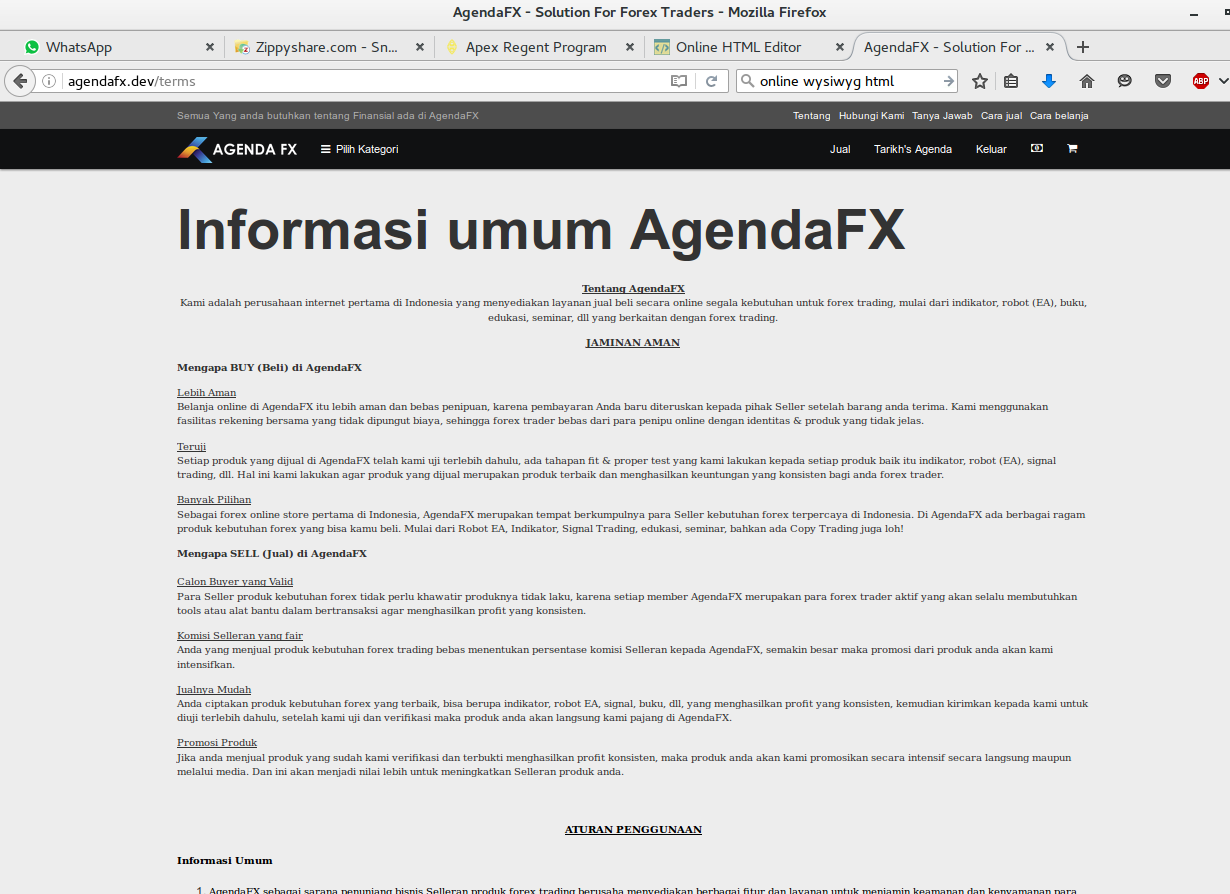 AgendaFX - Solution For Forex Traders - Mozilla Firefox
WhatsApp
Zippyshare.com - Sn...
Apex Regent Program
Online HTML Editor
AgendaFX - Solution For ...
agendafx.dev/terms
online wysiwyg html
ABP
Semua Yang anda butuhkan tentang Finansial ada di AgendaFX
Tentang Hubungi Kami Tanya Jawab Cara jual Cara belanja
AGENDA FX
Pilih Kategori
Jual
Tarikh's Agenda
Keluar
Informasi umum AgendaFX
Tentang AgendaFX
Kami adalah perusahaan internet pertama di Indonesia yang menyediakan layanan jual beli secara online segala kebutuhan untuk forex trading, mulai dari indikator, robot (EA), buku,
edukasi, seminar, dll yang berkaitan dengan forex trading.
JAMINAN AMAN
Mengapa BUY (Beli) di AgendaFX
Lebih Aman
Belanja online di AgendaFX itu lebih aman dan bebas penipuan, karena pembayaran Anda baru diteruskan kepada pihak Seller setelah barang anda terima. Kami menggunakan
fasilitas rekening bersama yang tidak dipungut biaya, sehingga forex trader bebas dari para penipu online dengan identitas & produk yang tidak jelas.
Teruji
Setiap produk yang dijual di AgendaFX telah kami uji terlebih dahulu, ada tahapan fit & proper test yang kami lakukan kepada setiap produk baik itu indikator, robot (EA), signal
trading, dll. Hal ini kami lakukan agar produk yang dijual merupakan produk terbaik dan menghasilkan keuntungan yang konsisten bagi anda forex trader.
Banyak Pilihan
Sebagai forex online store pertama di Indonesia, AgendaFX merupakan tempat berkumpulnya para Seller kebutuhan forex terpercaya di Indonesia. Di AgendaFX ada berbagai ragam
produk kebutuhan forex yang bisa kamu beli. Mulai dari Robot EA, Indikator, Signal Trading, edukasi, seminar, bahkan ada Copy Trading juga loh!
Mengapa SELL (Jual) di AgendaFX
Calon Buyer yang Valid
Para Seller produk kebutuhan forex tidak perlu khawatir produknya tidak laku, karena setiap member AgendaFX merupakan para forex trader aktif yang akan selalu membutuhkan
tools atau alat bantu dalam bertransaksi agar menghasilkan profit yang konsisten.
Komisi Selleran yang fair
Anda yang menjual produk kebutuhan forex trading bebas menentukan persentase komisi Selleran kepada AgendaFX, semakin besar maka promosi dari produk anda akan kami
intensifkan.
Jualnya Mudah
Anda ciptakan produk kebutuhan forex yang terbaik, bisa berupa indikator, robot EA, signal, buku, dll, yang menghasilkan profit yang konsisten, kemudian kirimkan kepada kami untuk
diuji terlebih dahulu, setelah kami uji dan verifikasi maka produk anda akan langsung kami pajang di AgendaFX.
Promosi Produk
Jika anda menjual produk yang sudah kami verifikasi dan terbukti menghasilkan profit konsisten, maka produk anda akan kami promosikan secara intensif secara langsung maupun
melalui media. Dan ini akan menjadi nilai lebih untuk meningkatkan Selleran produk anda.
ATURAN PENGGUNAAN
Informasi Umum
1. AgendaFX sebagai sarana penunjang bisnis Selleran produk forex trading berusaha menyediakan berbagai fitur dan layanan untuk menjamin keamanan dan kenyamanan para